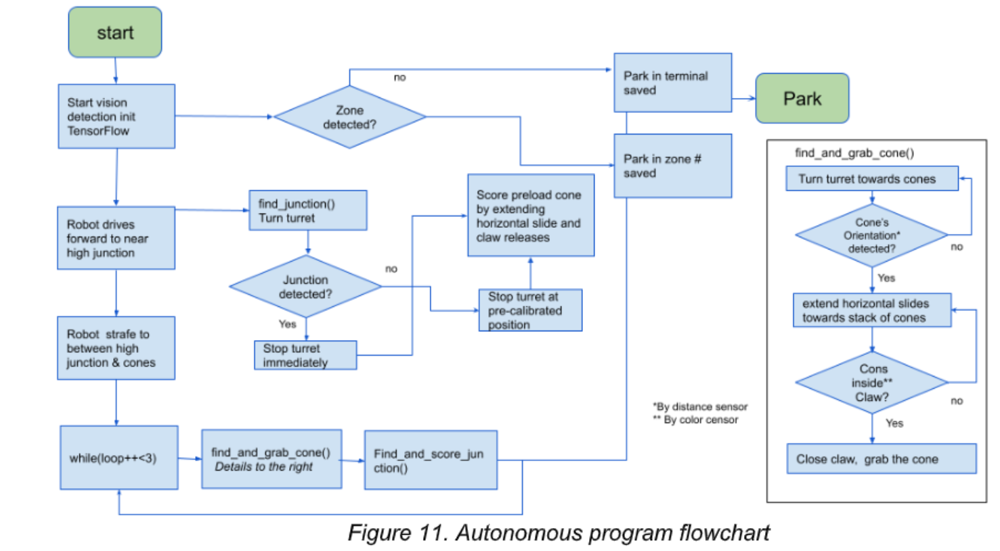 start
Start vision
detection init
TensorFlow
Zone
detected?
no
Park in terminal
saved
Park
Park in zone #
saved
Robot drives
forward to near
high junction
find_junction()
Turn turret
Junction
detected?
no
Yes
Stop turret
immediately
Stop turret at
pre-calibrated
position
Score preload cone
by extending
horizontal slide and
claw releases
Robot strafe to
between high
junction & cones
while(loop++<3)
find_and_grab_cone()
Details to the right
Find_and_score_jun
ction()
*By distance sensor
** By color censor
find_and_grab_cone()
Turn turret towards cones
Cone's
Orientation*
detected?
no
Yes
extend horizontal slides
towards stack of cones
Cons
inside**
Claw?
no
Yes
Close claw, grab the cone
Figure 11. Autonomous program flowchart